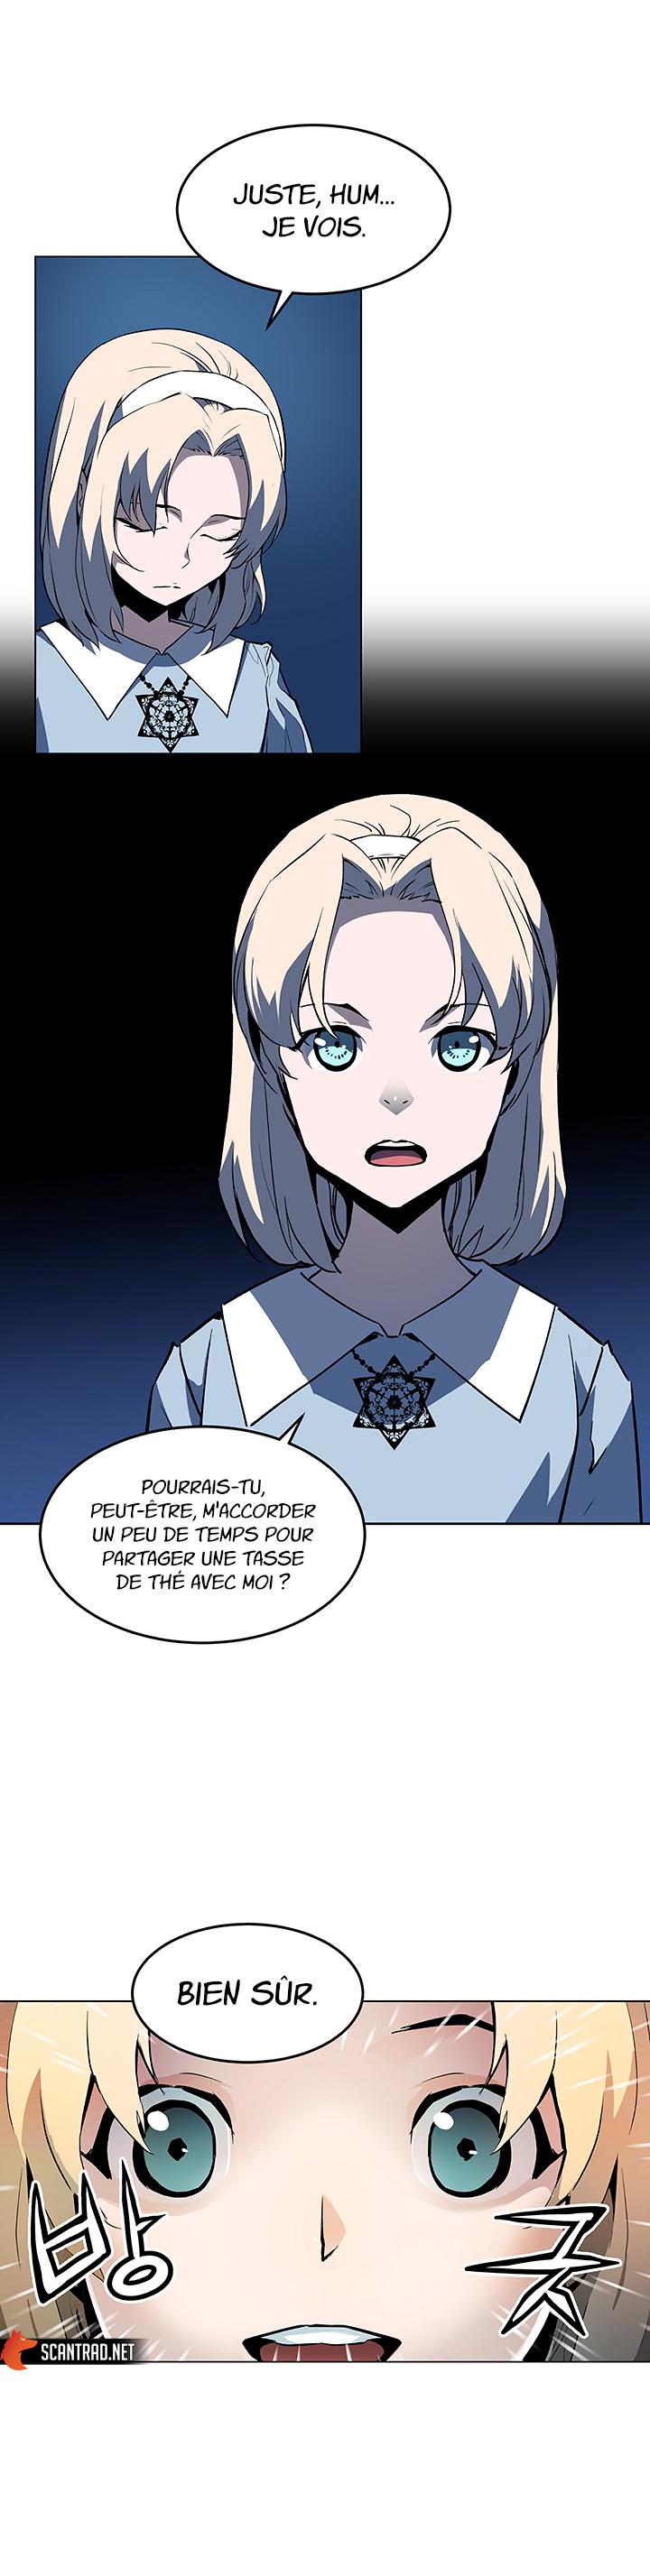 JUSTE, HUM...
JE VOIS.
POURRAIS-TU,
PEUT-ÊTRE, M'ACCORDER
UN PEU DE TEMPS POUR
PARTAGER UNE TASSE
DE THÉ AVEC MOI ?
BIEN SÛR.
방긋
SCANTRAD.NET